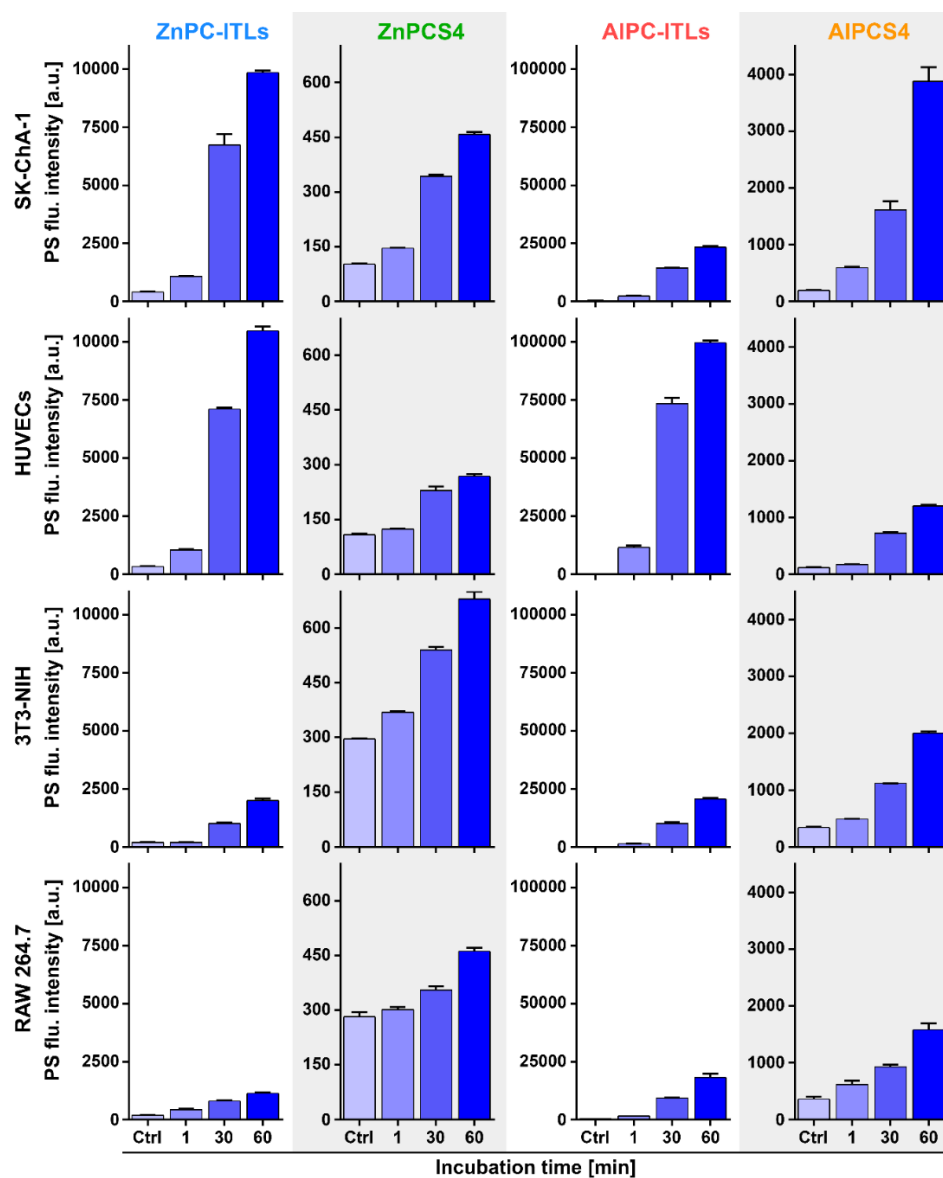 ZnPC-ITLs ZnPCS4 AlPC-ITLs AlPCS4
SK-ChA-1
PS flu. intensity [a.u.]
10000 7500 5000 2500 0
600 450 300 150 0
100000 75000 50000 25000 0
4000 3000 2000 1000 0
HUVECs
PS flu. intensity [a.u.]
10000 7500 5000 2500 0
600 450 300 150 0
100000 75000 50000 25000 0
4000 3000 2000 1000 0
3T3-NIH
PS flu. intensity [a.u.]
10000 7500 5000 2500 0
600 450 300 150 0
100000 75000 50000 25000 0
4000 3000 2000 1000 0
RAW 264.7
PS flu. intensity [a.u.]
10000 7500 5000 2500 0
600 450 300 150 0
100000 75000 50000 25000 0
4000 3000 2000 1000 0
Ctrl 1 30 60 Ctrl 1 30 60 Ctrl 1 30 60 Ctrl 1 30 60
Incubation time [min]